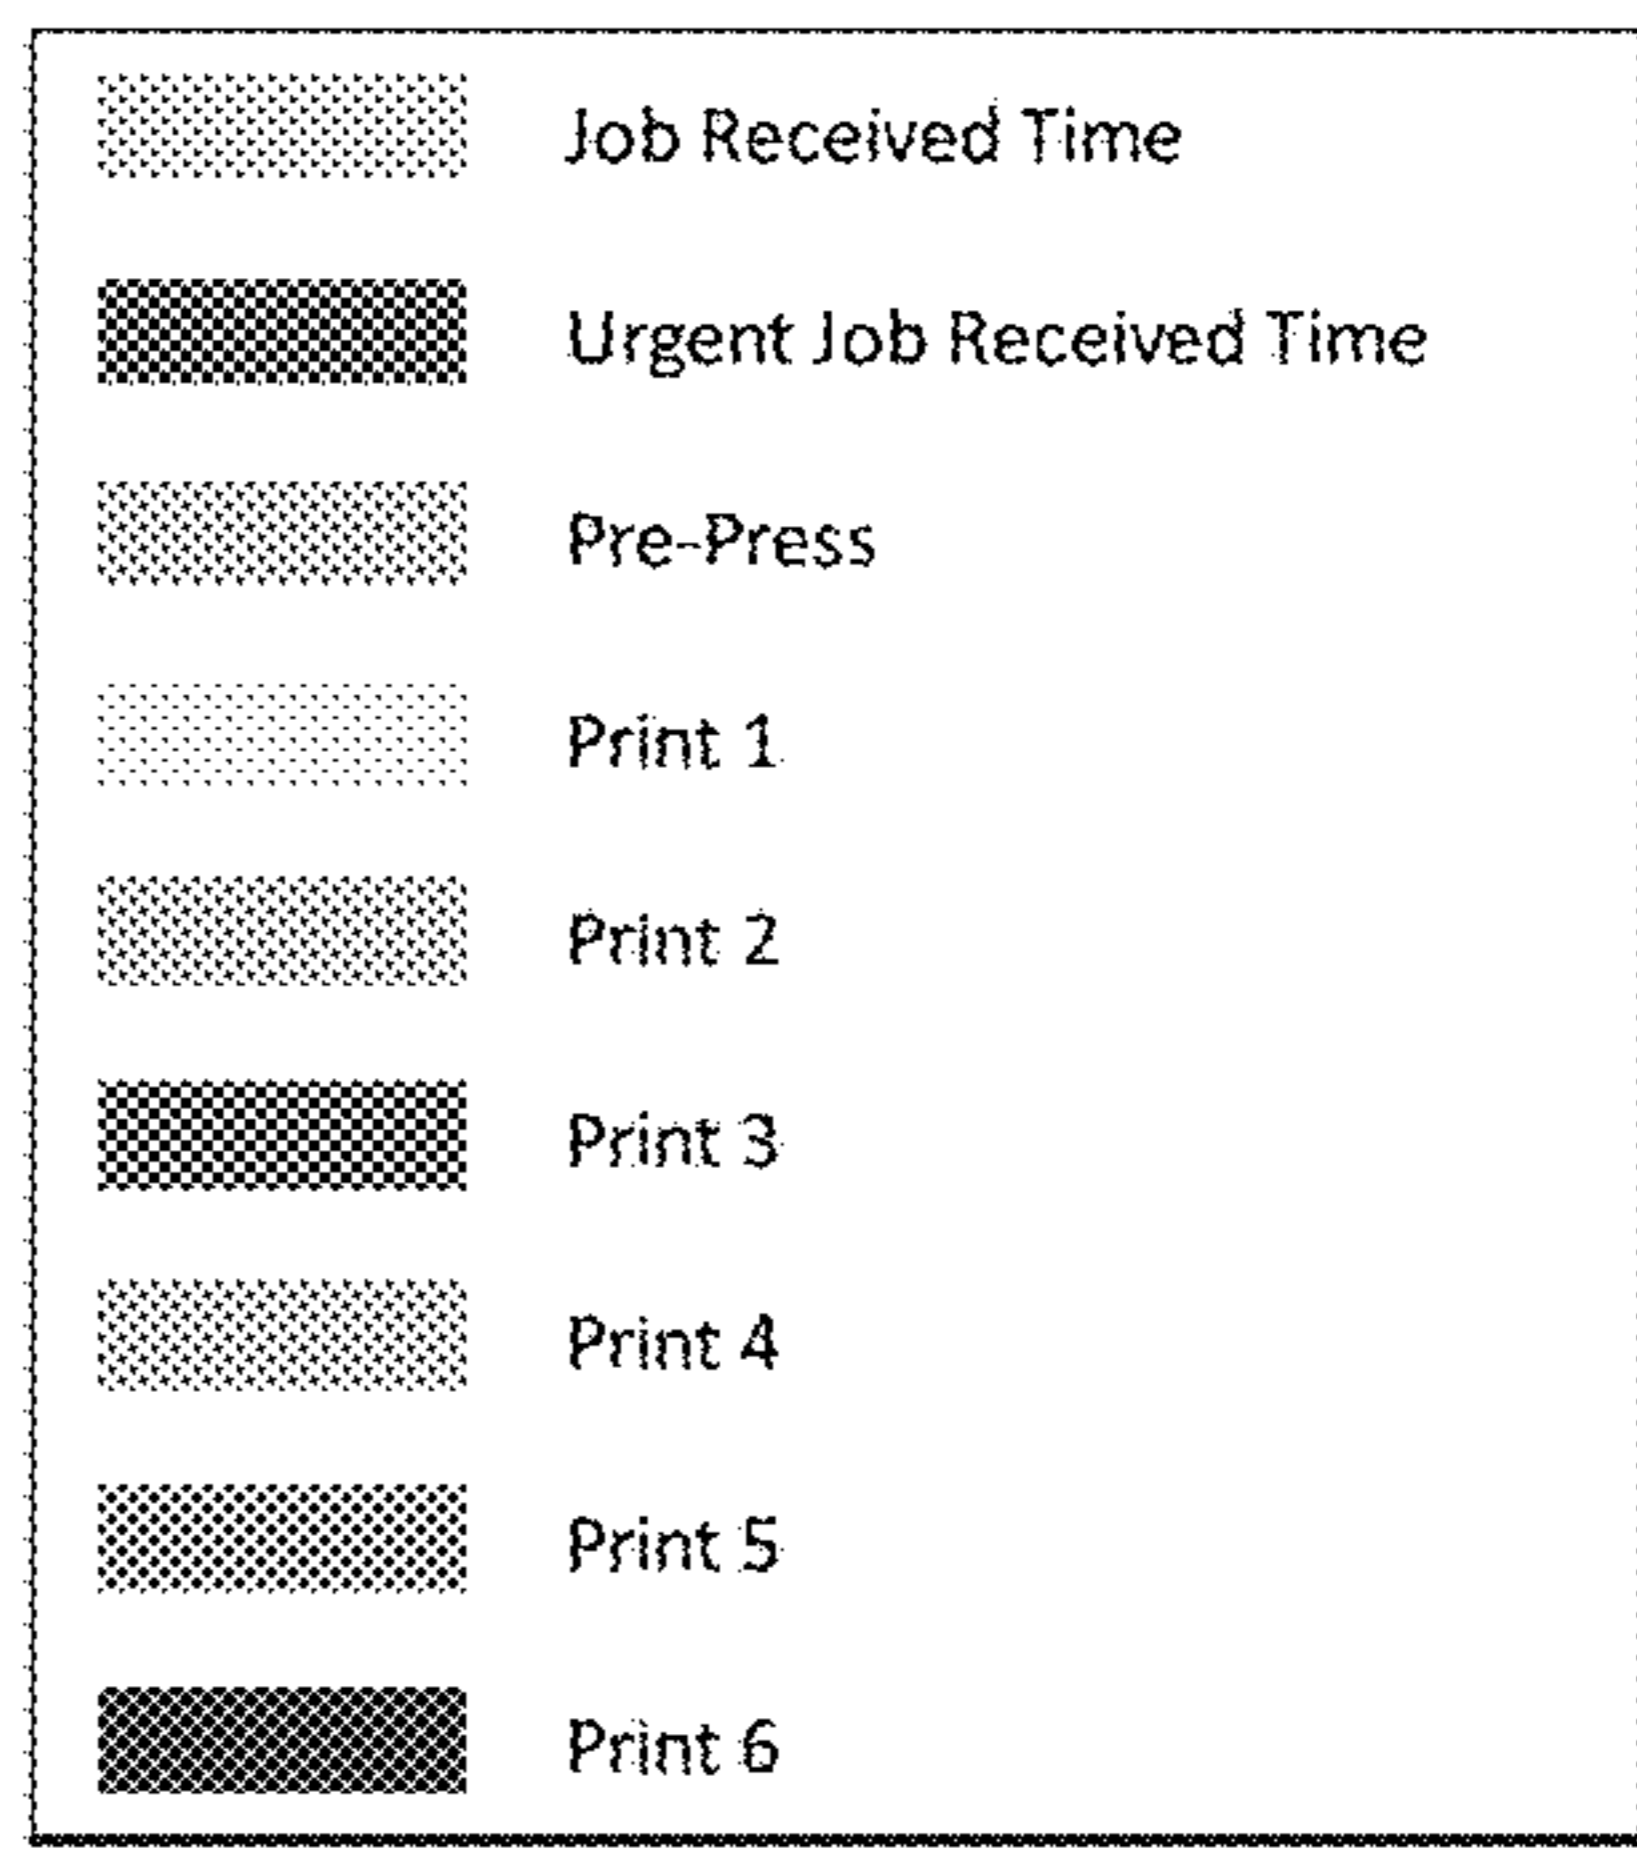 Job Received Time
Urgent Job Received Time
Pre-Press
Print 1
Print 2
Print 3
Print 4
Print 5
Print 6